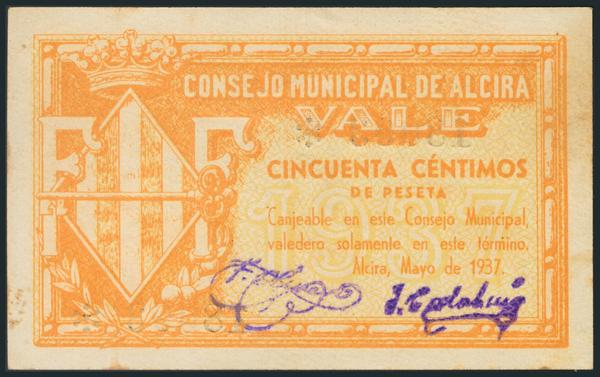 CONSEJO MUNICIPAL DE ALCIRA
VALE
CINCUENTA CÉNTIMOS
DE PESETA
1937
Canjeable en este Consejo Municipal,
valedero solamente en este término.
Alcira, Mayo de 1937.